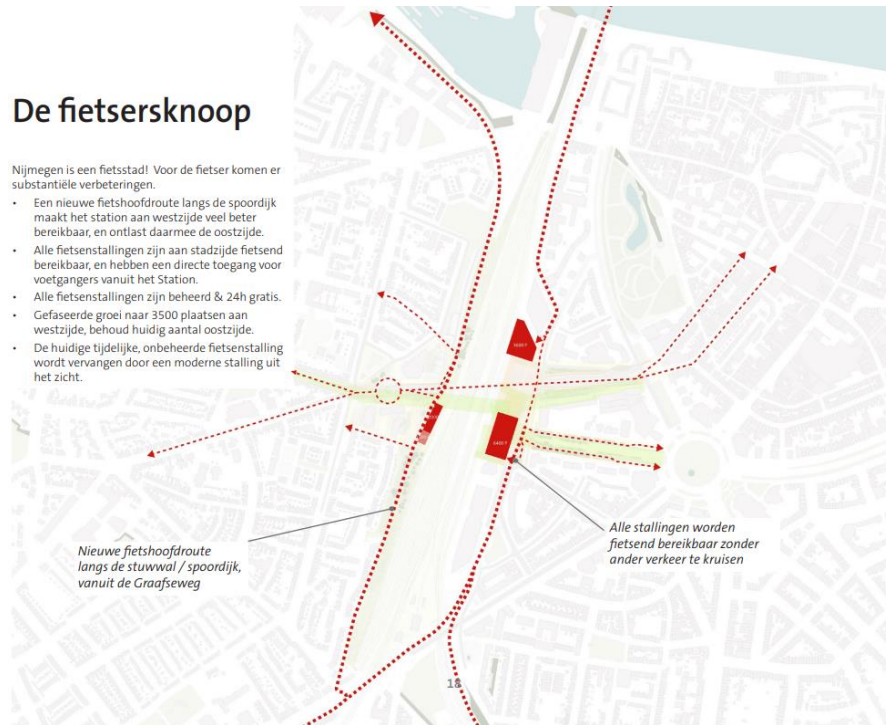 De fietsersknoop
Nijmegen is een fietsstad! Voor de fietser komen er
substantiële verbeteringen.
• Een nieuwe fietshoofdroute langs de spoordijk
maakt het station aan westzijde veel beter
bereikbaar, en ontlast daarmee de oostzijde.
• Alle fietsenstallingen zijn aan stadzijde fietsend
bereikbaar, en hebben een directe toegang voor
voetgangers vanuit het Station.
• Alle fietsenstallingen zijn beheerd & 24h gratis.
• Gefaseerde groei naar 3500 plaatsen aan
westzijde, behoud huidig aantal oostzijde.
• De huidige tijdelijke, onbeheerde fietsenstalling
wordt vervangen door een moderne stalling uit
het zicht.
Nieuwe fietshoofdroute
langs de stuwwal / spoordijk,
vanuit de Graafseweg
Alle stallingen worden
fietsend bereikbaar zonder
ander verkeer te kruisen